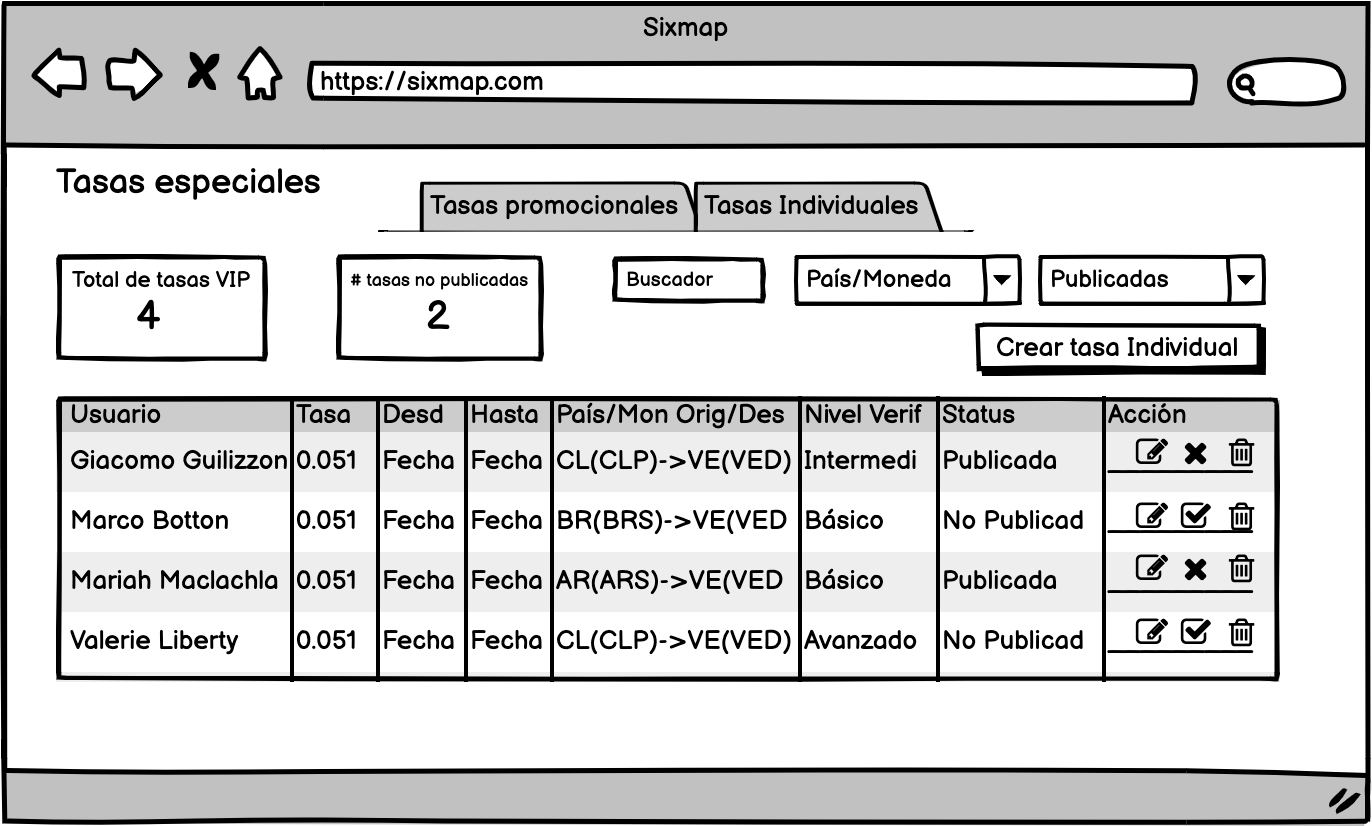 Sixmap
https://sixmap.com
Tasas especiales
Tasas promocionales Tasas Individuales
Total de tasas VIP
4
# tasas no publicadas
2
Buscador
País/Moneda
Publicadas
Crear tasa Individual
Usuario Tasa Desd Hasta País/Mon Orig/Des Nivel Verif Status Acción
Giacomo Guilizzon 0.051 Fecha Fecha CL(CLP)->VE(VED) Intermedi Publicada
Marco Botton 0.051 Fecha Fecha BR(BRS)->VE(VED Básico No Publicad
Mariah Maclachla 0.051 Fecha Fecha AR(ARS)->VE(VED Básico Publicada
Valerie Liberty 0.051 Fecha Fecha CL(CLP)->VE(VED) Avanzado No Publicad